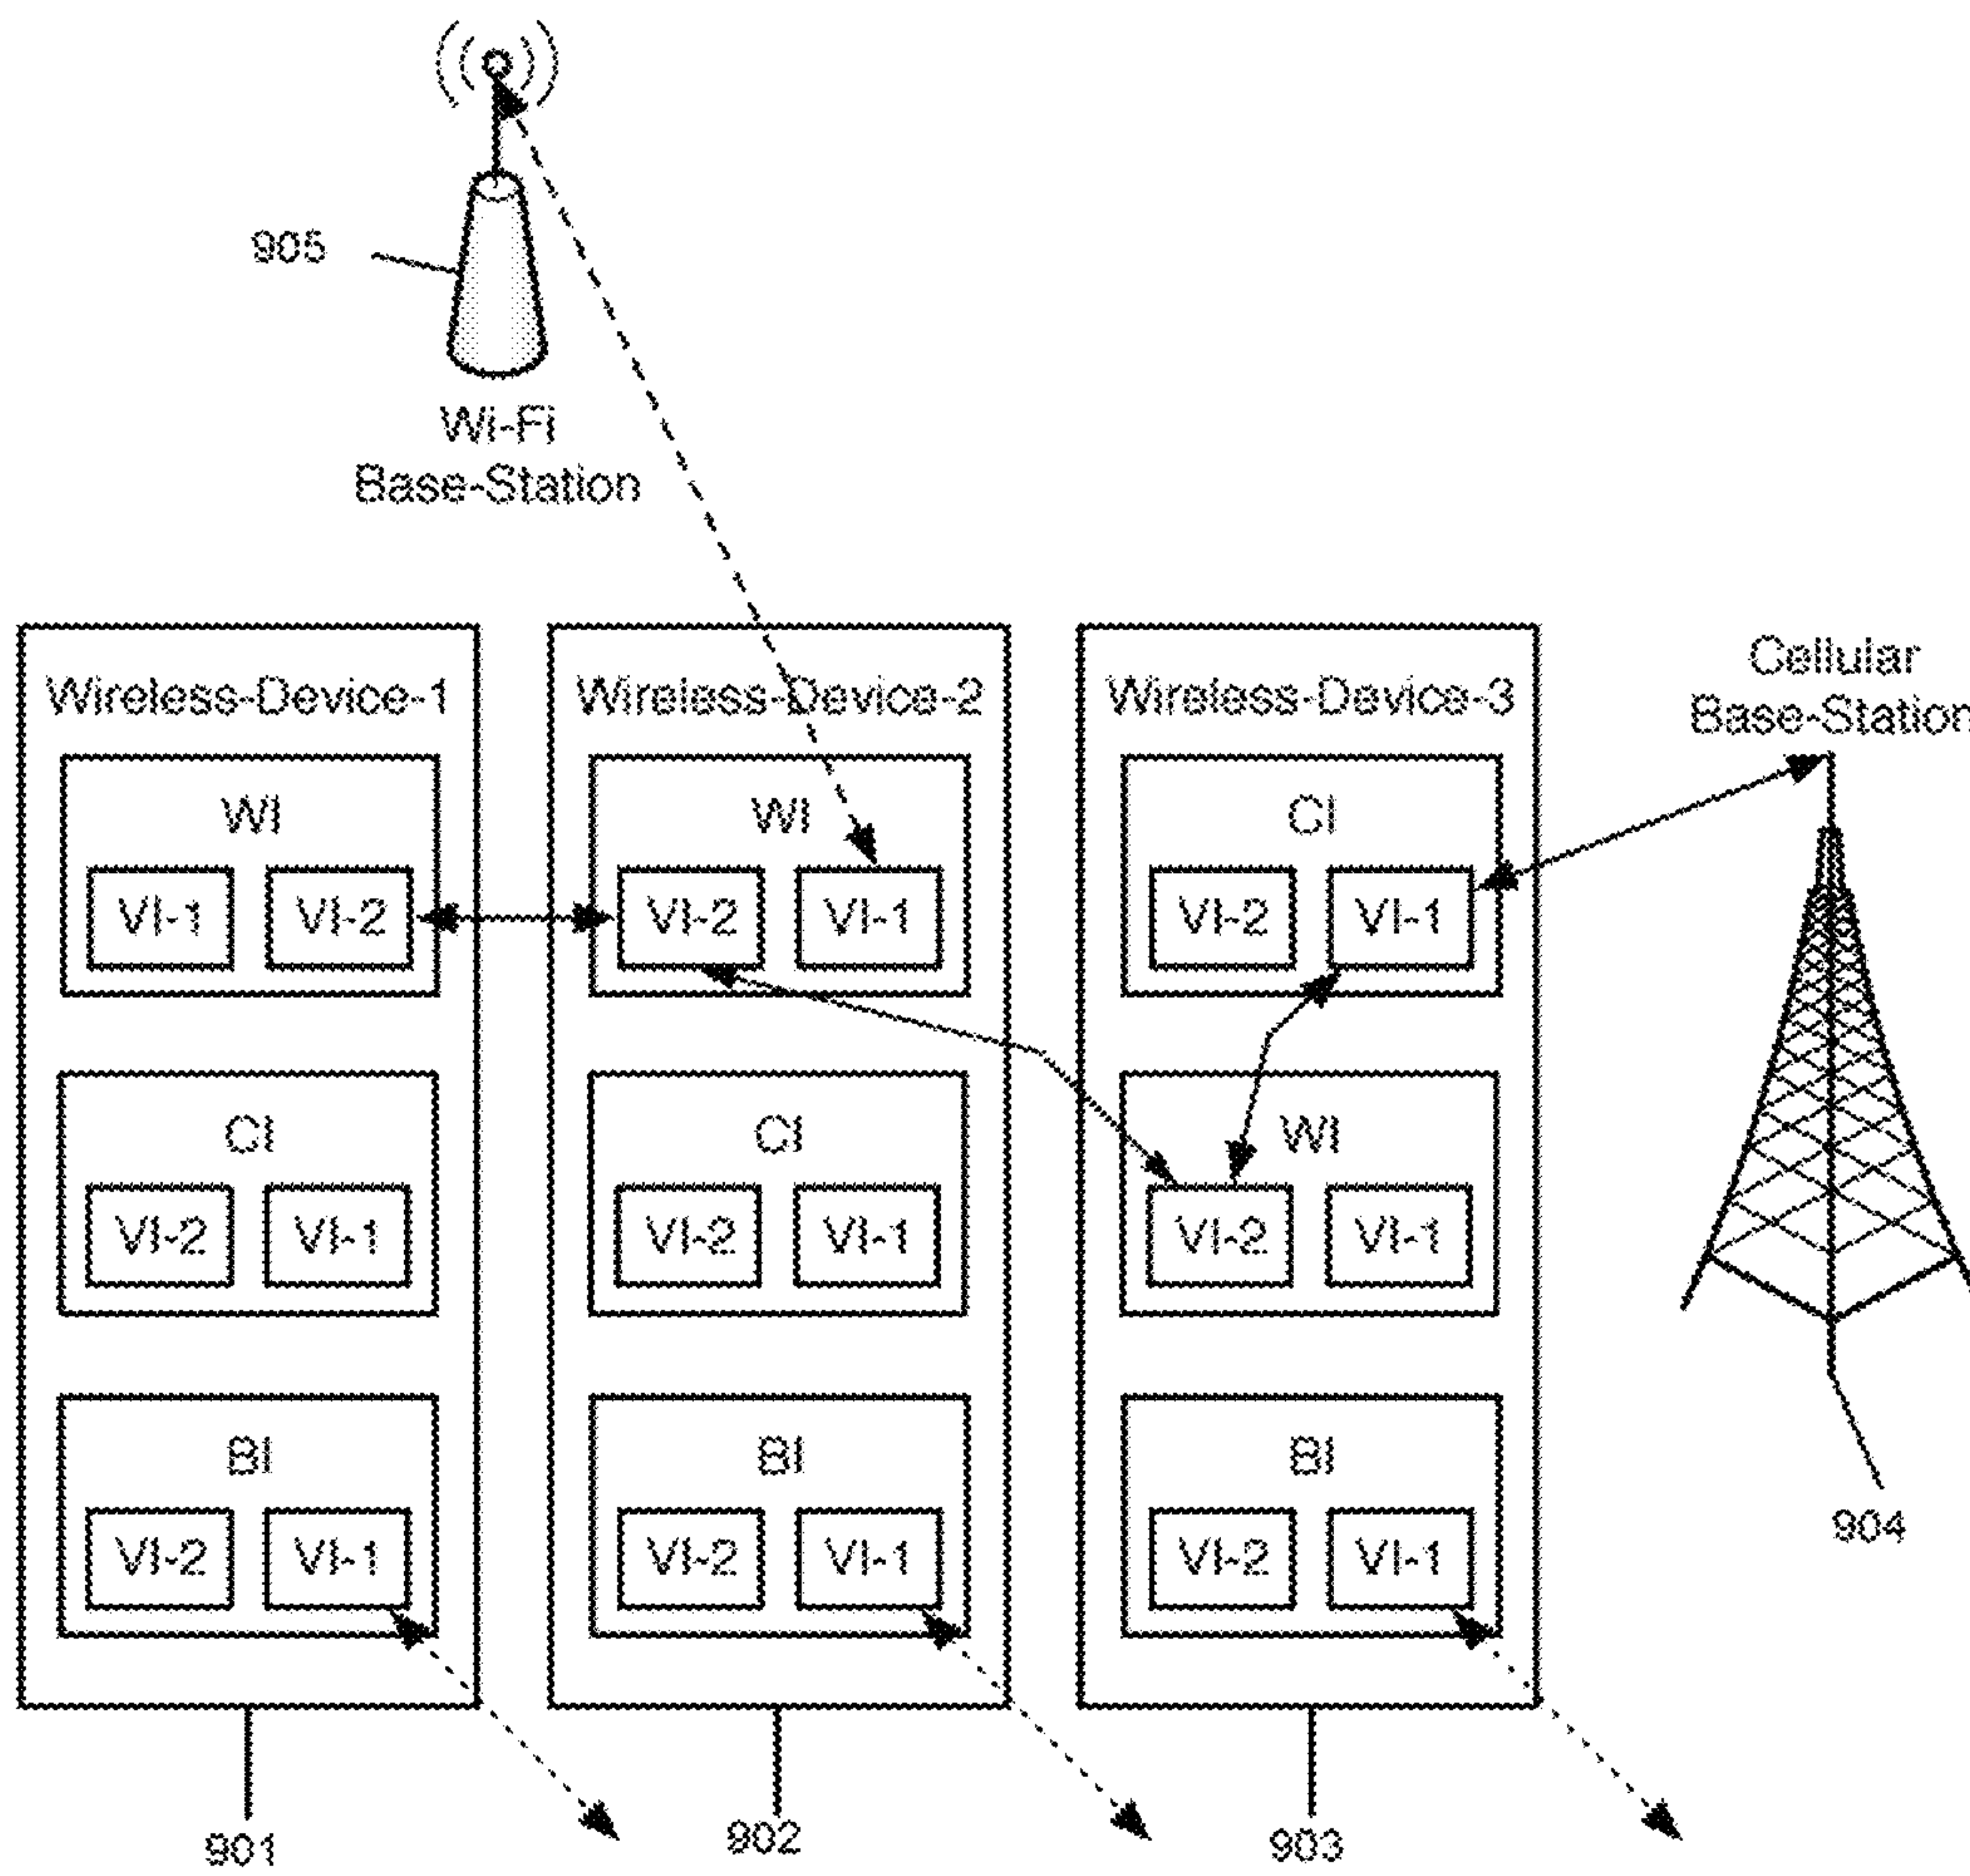 905
Wi-Fi
Base-Station
Wireless-Device-1
WI
VI-1 VI-2
CI
VI-2 VI-1
BI
VI-2 VI-1
901
Wireless-Device-2
WI
VI-2 VI-1
CI
VI-2 VI-1
BI
VI-2 VI-1
902
Wireless-Device-3
CI
VI-2 VI-1
WI
VI-2 VI-1
BI
VI-2 VI-1
903
Cellular
Base-Station
904